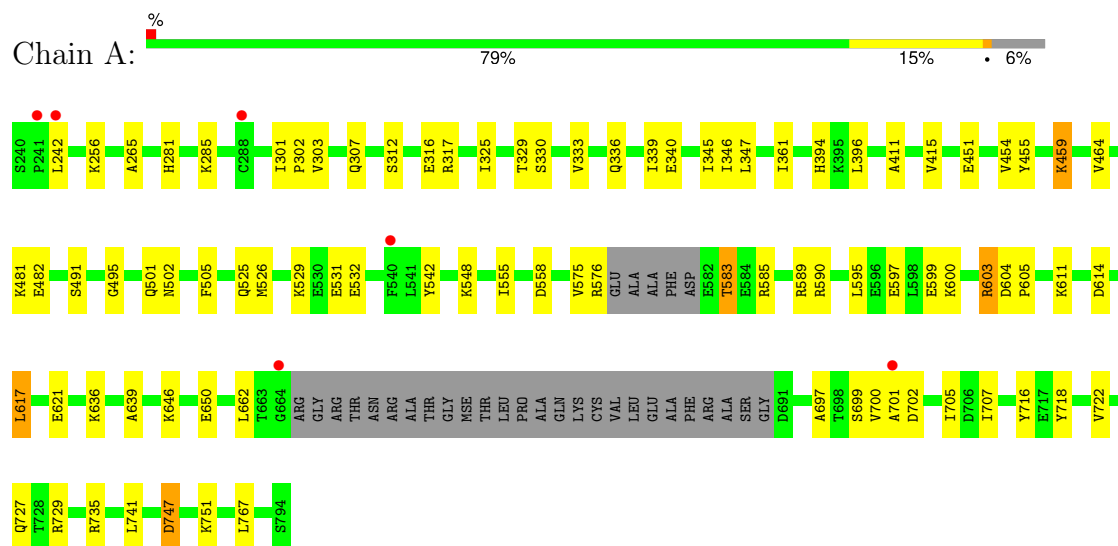 %
Chain A:
79% 15% • 6%
S240 P241 L242 K256 A265 H281 K285 C288 I301 P302 V303 Q307 S312 E316 R317 I325 T329 S330 V333 Q336 I339 E340 I345 I346 L347 I361 H394 K395 L396 A411 V415 E451 V454 Y455 K459 V464
K481 E482 S491 G495 Q501 N502 F505 Q525 M526 K529 E530 E531 E532 F540 L541 Y542 K548 I555 D558 V575 R576 GLU ALA ALA PHE ASP E582 T583 E584 R585 R589 R590 L595 E596 E597 L598 E599 K600 R603 D604 P605 K611 D614
L617 E621 K636 A639 K646 E650 L662 T663 G664 ARG GLY ARG THR ASN ARG ALA THR GLY MSE THR LEU PRO ALA GLN LYS CYS VAL LEU GLU ALA PHE ARG ALA SER GLY D691 A697 T698 S699 V700 A701 D702 I705 D706 I707 Y716 E717 Y718 V722
Q727 T728 R729 R735 L741 D747 K751 L767 S794